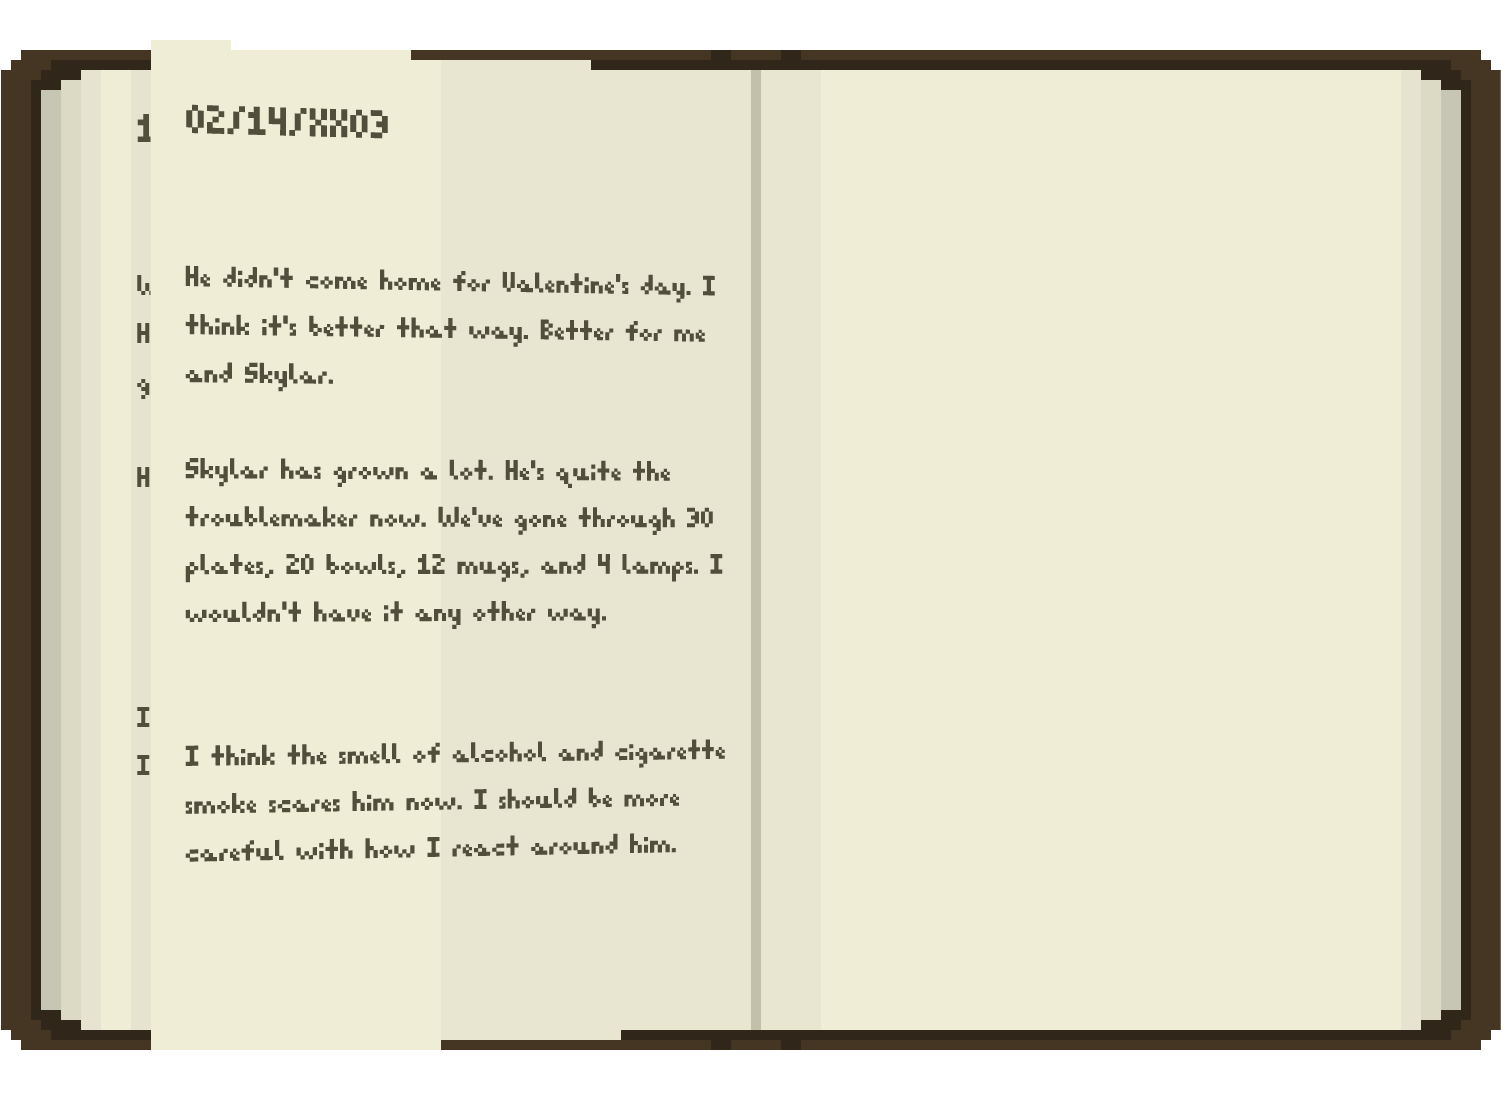 1
02/14/XX03
W
H
g
H
I
I
He didn't come home for Valentine's day. I
think it's better that way. Better for me
and Skylar.
Skylar has grown a lot. He's quite the
troublemaker now. We've gone through 30
plates, 20 bowls, 12 mugs, and 4 lamps. I
wouldn't have it any other way.
I think the smell of alcohol and cigarette
smoke scares him now. I should be more
careful with how I react around him.